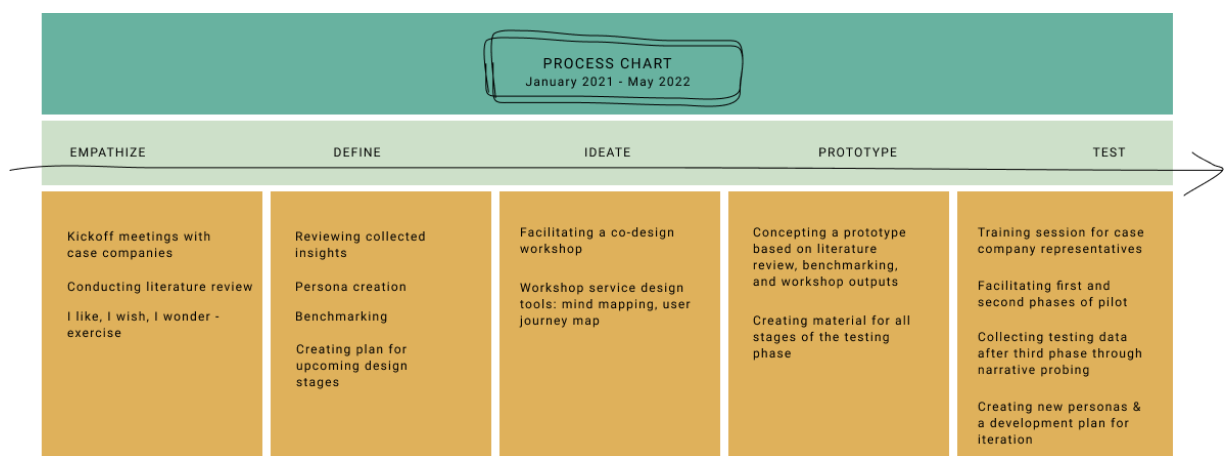 PROCESS CHART
January 2021 - May 2022
EMPATHIZE
DEFINE
IDEATE
PROTOTYPE
TEST
Kickoff meetings with
case companies
Conducting literature review
I like, I wish, I wonder -
exercise
Reviewing collected
insights
Persona creation
Benchmarking
Creating plan for
upcoming design
stages
Facilitating a co-design
workshop
Workshop service design
tools: mind mapping, user
journey map
Concepting a prototype
based on literature
review, benchmarking,
and workshop outputs
Creating material for all
stages of the testing
phase
Training session for case
company representatives
Facilitating first and
second phases of pilot
Collecting testing data
after third phase through
narrative probing
Creating new personas &
a development plan for
iteration